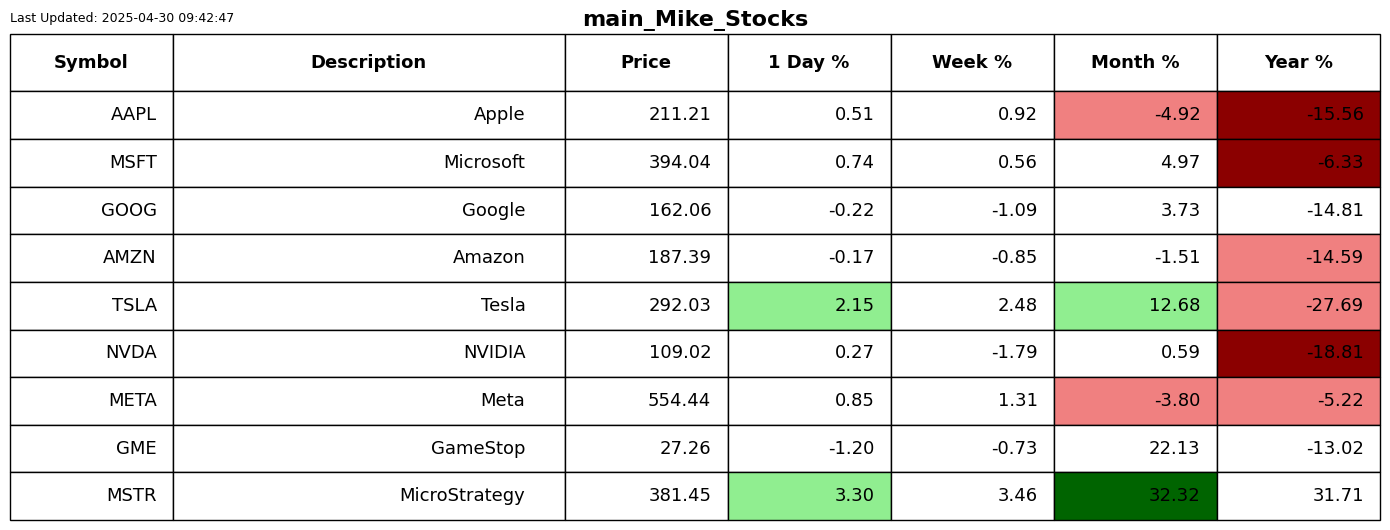 Last Updated: 2025-04-30 09:42:47
main_Mike_Stocks
Symbol Description Price 1 Day % Week % Month % Year %
AAPL Apple 211.21 0.51 0.92 -4.92 -15.56
MSFT Microsoft 394.04 0.74 0.56 4.97 -6.33
GOOG Google 162.06 -0.22 -1.09 3.73 -14.81
AMZN Amazon 187.39 -0.17 -0.85 -1.51 -14.59
TSLA Tesla 292.03 2.15 2.48 12.68 -27.69
NVDA NVIDIA 109.02 0.27 -1.79 0.59 -18.81
META Meta 554.44 0.85 1.31 -3.80 -5.22
GME GameStop 27.26 -1.20 -0.73 22.13 -13.02
MSTR MicroStrategy 381.45 3.30 3.46 32.32 31.71